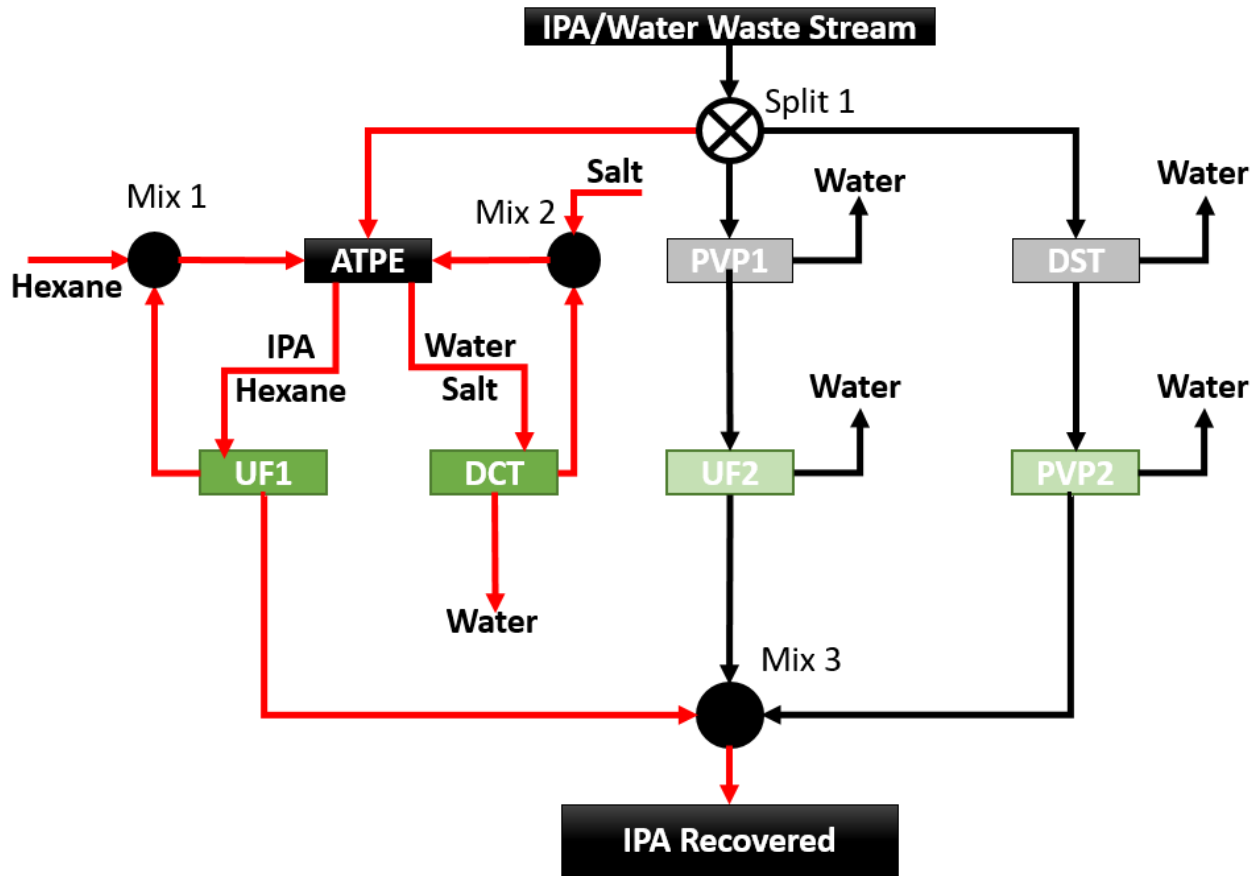 IPA/Water Waste Stream
Split 1
Salt
Water
Water
Mix 1
Mix 2
Hexane
ATPE
PVP1
DST
IPA
Hexane
Water
Salt
Water
Water
UF1
DCT
UF2
PVP2
Water
Mix 3
IPA Recovered